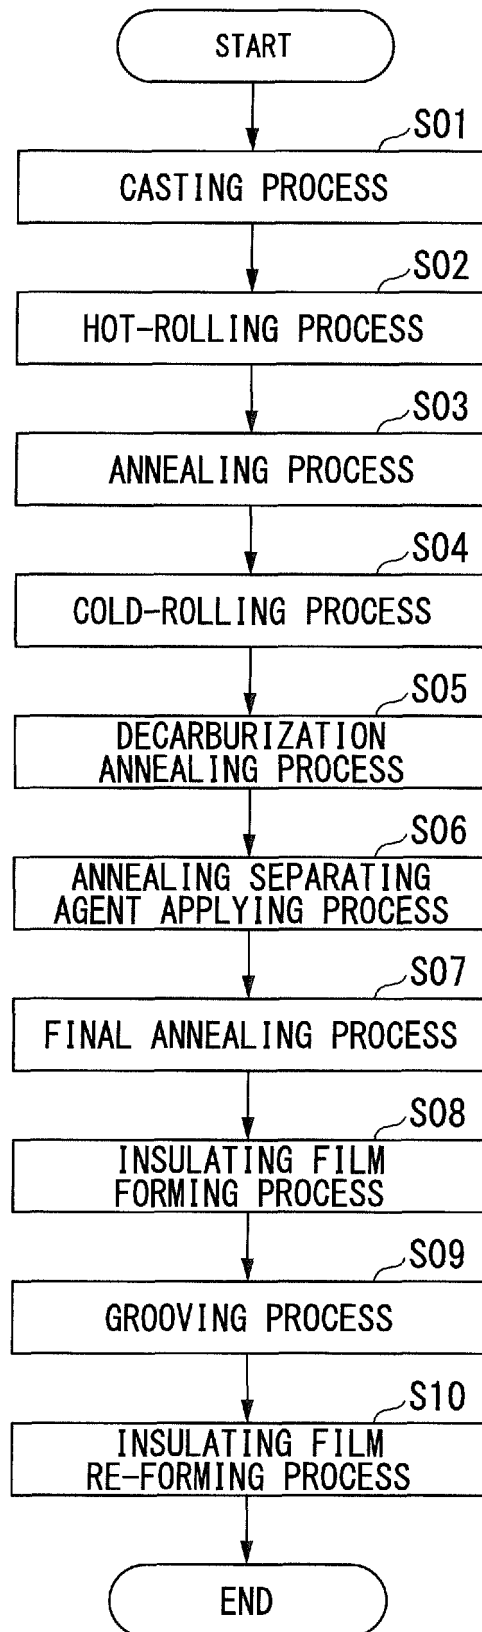 START
S01
CASTING PROCESS
S02
HOT-ROLLING PROCESS
S03
ANNEALING PROCESS
S04
COLD-ROLLING PROCESS
S05
DECARBURIZATION
ANNEALING PROCESS
S06
ANNEALING SEPARATING
AGENT APPLYING PROCESS
S07
FINAL ANNEALING PROCESS
S08
INSULATING FILM
FORMING PROCESS
S09
GROOVING PROCESS
S10
INSULATING FILM
RE-FORMING PROCESS
END